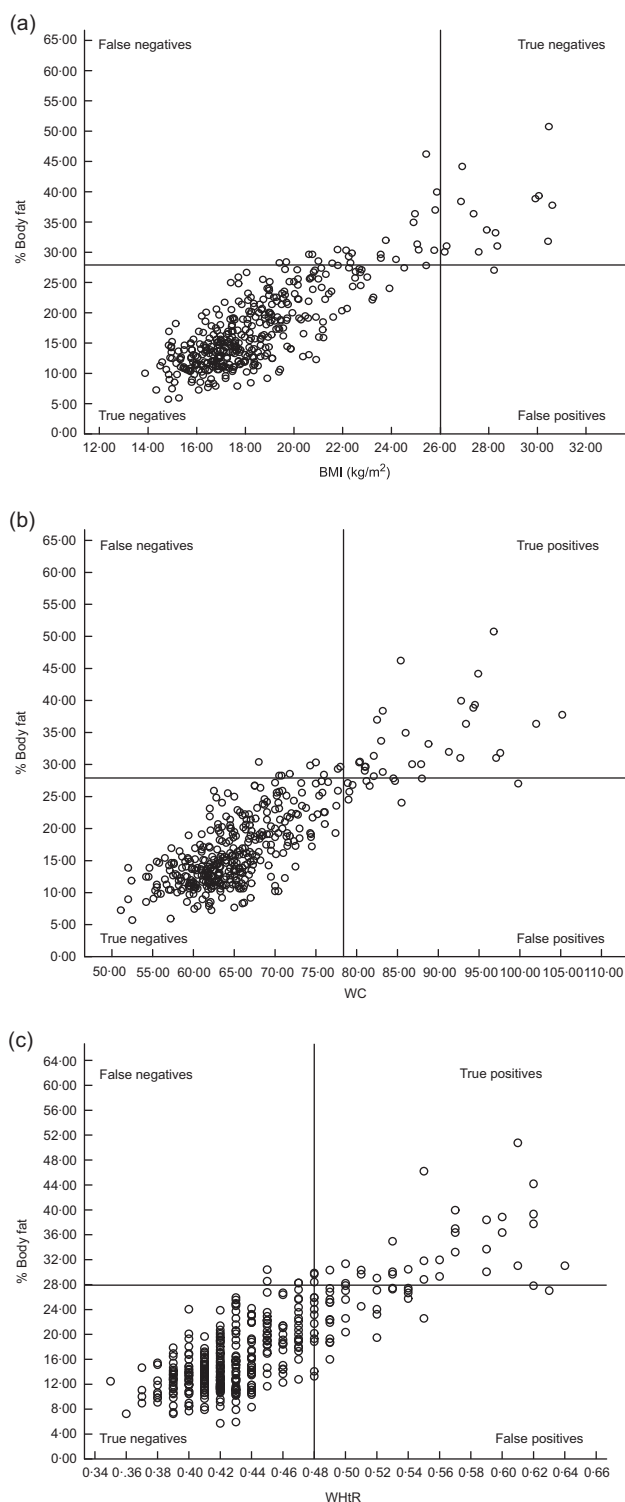 (a)
65·00
60·00
55·00
50·00
45·00
40·00
35·00
30·00
25·00
20·00
15·00
10·00
5·00
0·00
% Body fat
False negatives
True negatives
True negatives
False positives
12·00 14·00 16·00 18·00 20·00 22·00 24·00 26·00 28·00 30·00 32·00
BMI (kg/m²)
(b)
65·00
60·00
55·00
50·00
45·00
40·00
35·00
30·00
25·00
20·00
15·00
10·00
5·00
0·00
% Body fat
False negatives
True positives
True negatives
False positives
50·00 55·00 60·00 65·00 70·00 75·00 80·00 85·00 90·00 95·00 100·00 105·00 110·00
WC
(c)
64·00
60·00
56·00
52·00
48·00
44·00
40·00
36·00
32·00
28·00
24·00
20·00
16·00
12·00
8·00
4·00
0·00
% Body fat
False negatives
True positives
True negatives
False positives
0·34 0·36 0·38 0·40 0·42 0·44 0·46 0·48 0·50 0·52 0·54 0·56 0·58 0·60 0·62 0·64 0·66
WHtR